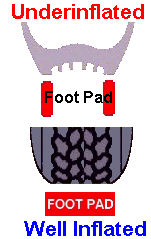 Underinflated
Foot Pad
FOOT PAD
Well Inflated